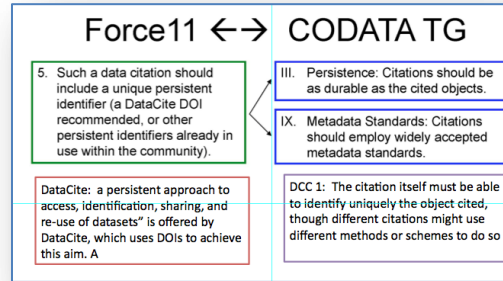 Force11 ←→ CODATA TG
5. Such a data citation should
include a unique persistent
identifier (a DataCite DOI
recommended, or other
persistent identifiers already in
use within the community).
III. Persistence: Citations should be
as durable as the cited objects.
IX. Metadata Standards: Citations
should employ widely accepted
metadata standards.
DataCite: a persistent approach to
access, identification, sharing, and
re-use of datasets” is offered by
DataCite, which uses DOIs to achieve
this aim. A
DCC 1: The citation itself must be able
to identify uniquely the object cited,
though different citations might use
different methods or schemes to do so